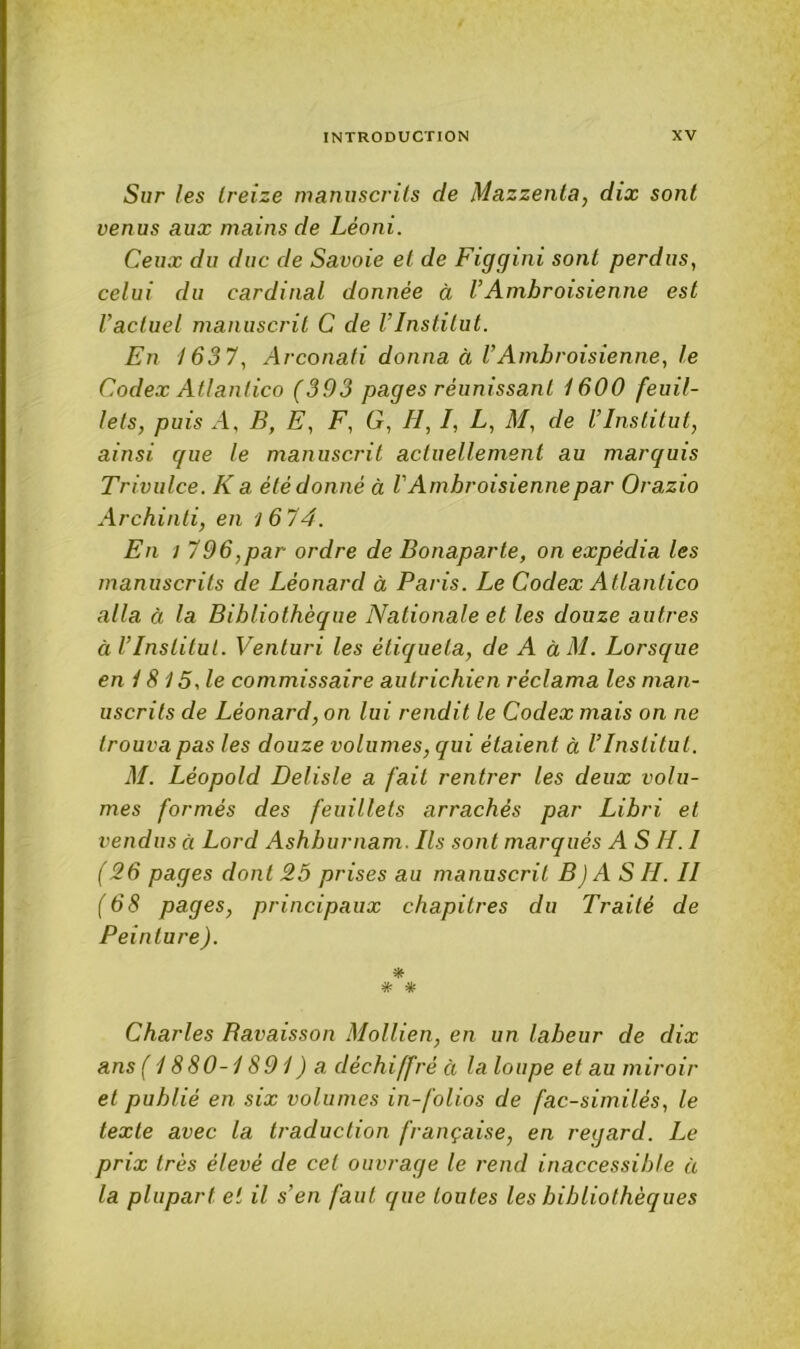 INTRODUCTION XV
Sur les treize manuscrits de Mazzenta, dix sont
venus aux mains de Léoni.
Ceux du duc de Savoie et de Figgini sont perdus,
celui du cardinal donnée à l'Ambroisienne est
l'actuel manuscrit C de l'Institut.
En 1637, Arconati donna à l'Ambroisienne, le
Codex Atlantico (393 pages réunissant 1600 feuil-
lets, puis A, B, E, F, G, H, I, L, M, de l'Institut,
ainsi que le manuscrit actuellement au marquis
Trivulce. K a été donné à l'Ambroisienne par Orazio
Archinti, en 1674.
En 1796, par ordre de Bonaparte, on expédia les
manuscrits de Léonard à Paris. Le Codex Atlantico
alla à la Bibliothèque Nationale et les douze autres
à l'Institut. Venturi les étiqueta, de A à M. Lorsque
en 1815, le commissaire autrichien réclama les man-
uscrits de Léonard, on lui rendit le Codex mais on ne
trouva pas les douze volumes, qui étaient à l'Institut.
M. Léopold Delisle a fait rentrer les deux volu-
mes formés des feuillets arrachés par Libri et
vendus à Lord Ashburnam. Ils sont marqués A S H. I
(26 pages dont 25 prises au manuscrit B) A S H. II
(68 pages, principaux chapitres du Traité de
Peinture).
*
* *
Charles Ravaisson Mollien, en un labeur de dix
ans (1880-1891) a déchiffré à la loupe et au miroir
et publié en six volumes in-folios de fac-similés, le
texte avec la traduction française, en regard. Le
prix très élevé de cet ouvrage le rend inaccessible à
la plupart et il s'en faut que toutes les bibliothèques